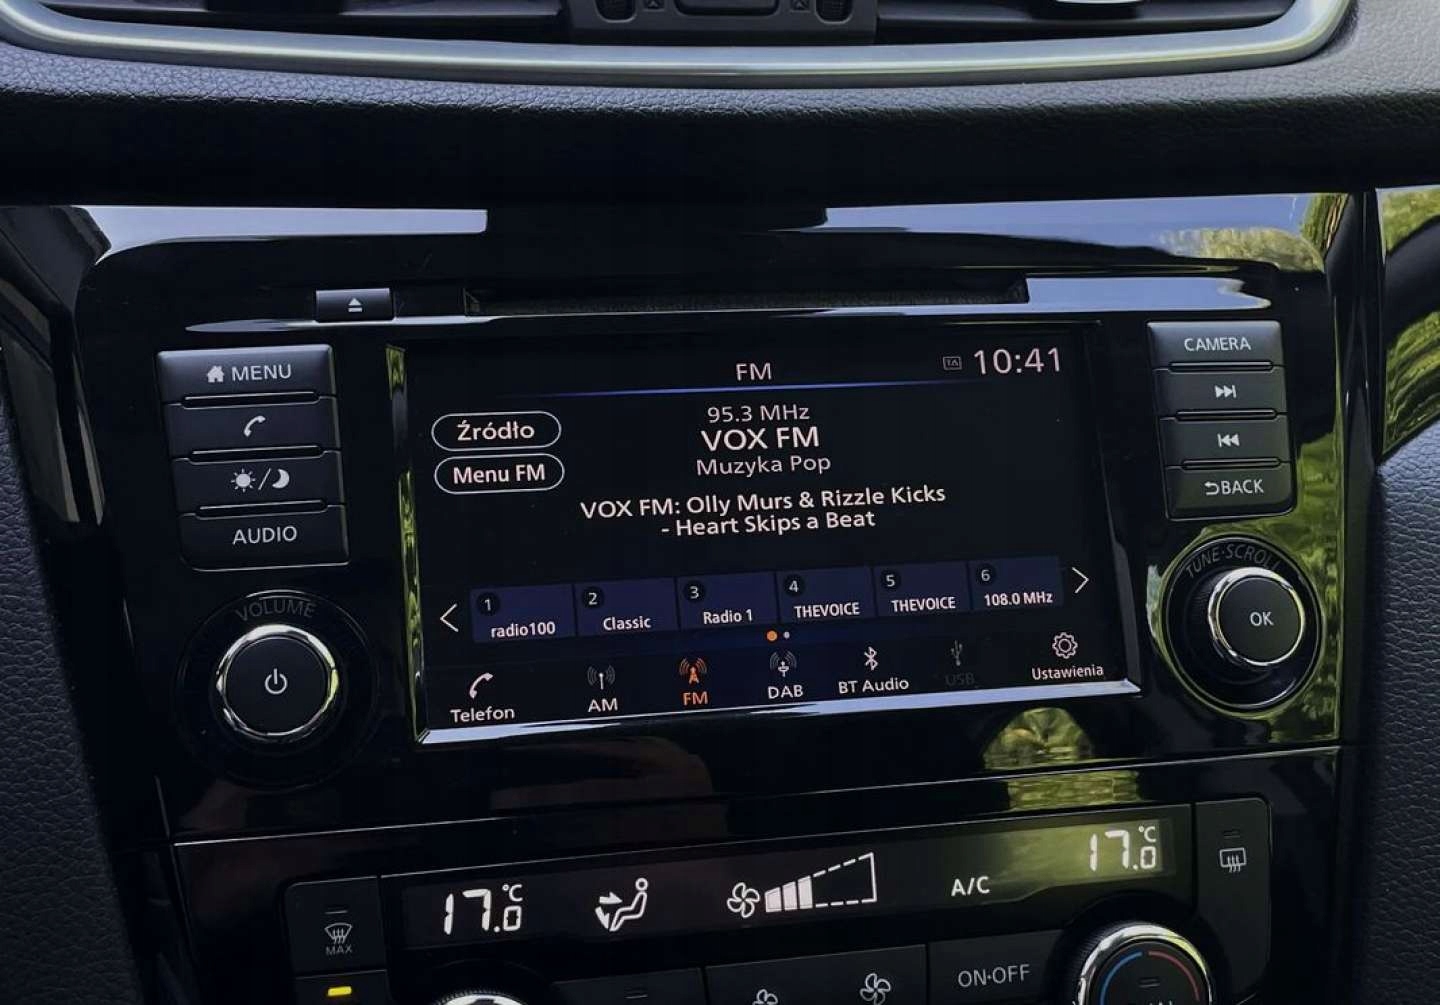 MENU
AUDIO
VOLUME
CAMERA
BACK
TUNE·SCROLL
OK
FM
TA 10:41
95.3 MHz
Źródło
VOX FM
Menu FM
Muzyka Pop
VOX FM: Olly Murs & Rizzle Kicks
- Heart Skips a Beat
1 radio100
2 Classic
3 Radio 1
4 THEVOICE
5 THEVOICE
6 108.0 MHz
Telefon
AM
FM
DAB
BT Audio
USB
Ustawienia
17.0 °C
A/C
17.0 °C
MAX
ON·OFF